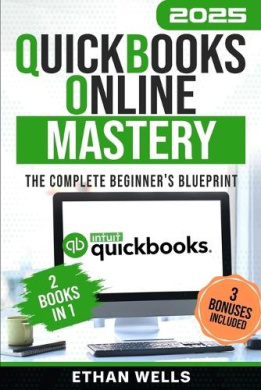 2025
QUICKBOOKS
ONLINE
MASTERY
THE COMPLETE BEGINNER'S BLUEPRINT
qb intuit
quickbooks®
2
BOOKS
IN 1
3
BONUSES
INCLUDED
ETHAN WELLS